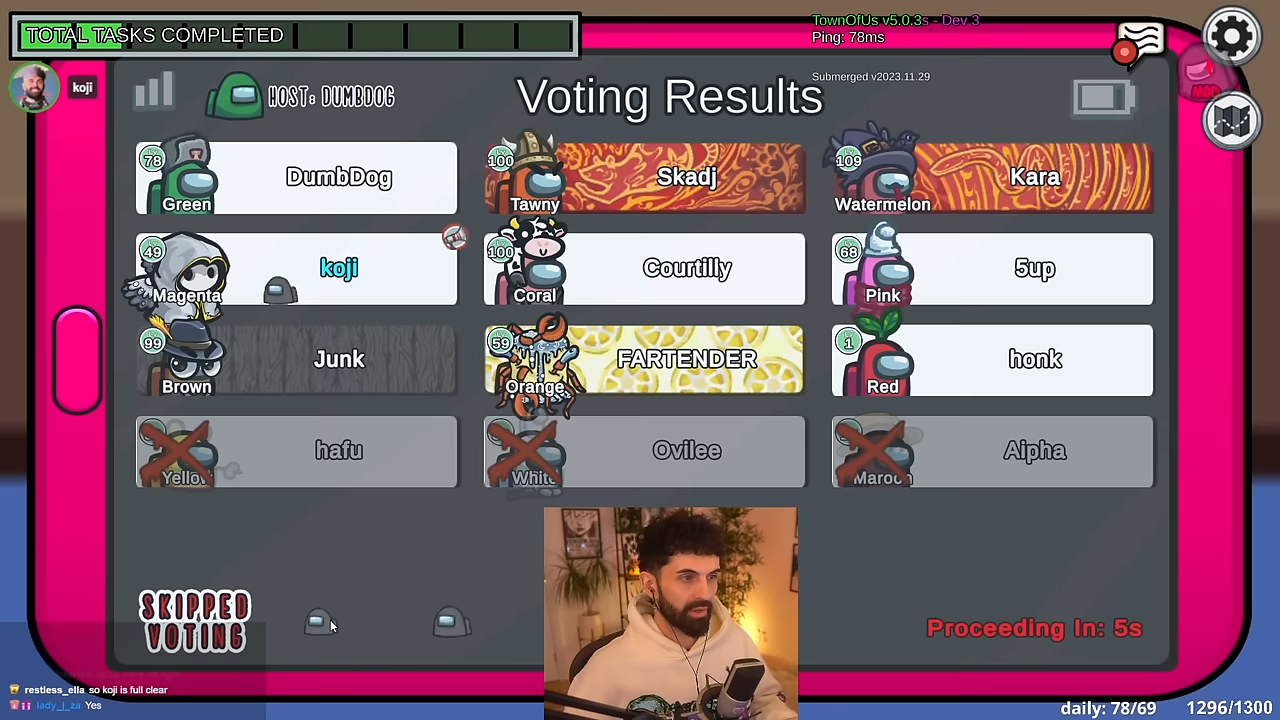 TOTAL TASKS COMPLETED
TownOfUs v5.0.3s - Dev 3
Ping: 78ms
koji
HOST: DUMBDOG
Voting Results
Submerged v2023.11.29
MOD
78
DumbDog
Green
100
Skadj
Tawny
109
Kara
Watermelon
49
koji
Magenta
100
Courtilly
Coral
68
5up
Pink
99
Junk
Brown
59
FARTENDER
Orange
1
honk
Red
hafu
Yellow
Ovilee
White
Aipha
Maroon
SKIPPED
VOTING
Proceeding In: 5s
restless_ella so koji is full clear
lady_j_za Yes
daily: 78/69
1296/1300